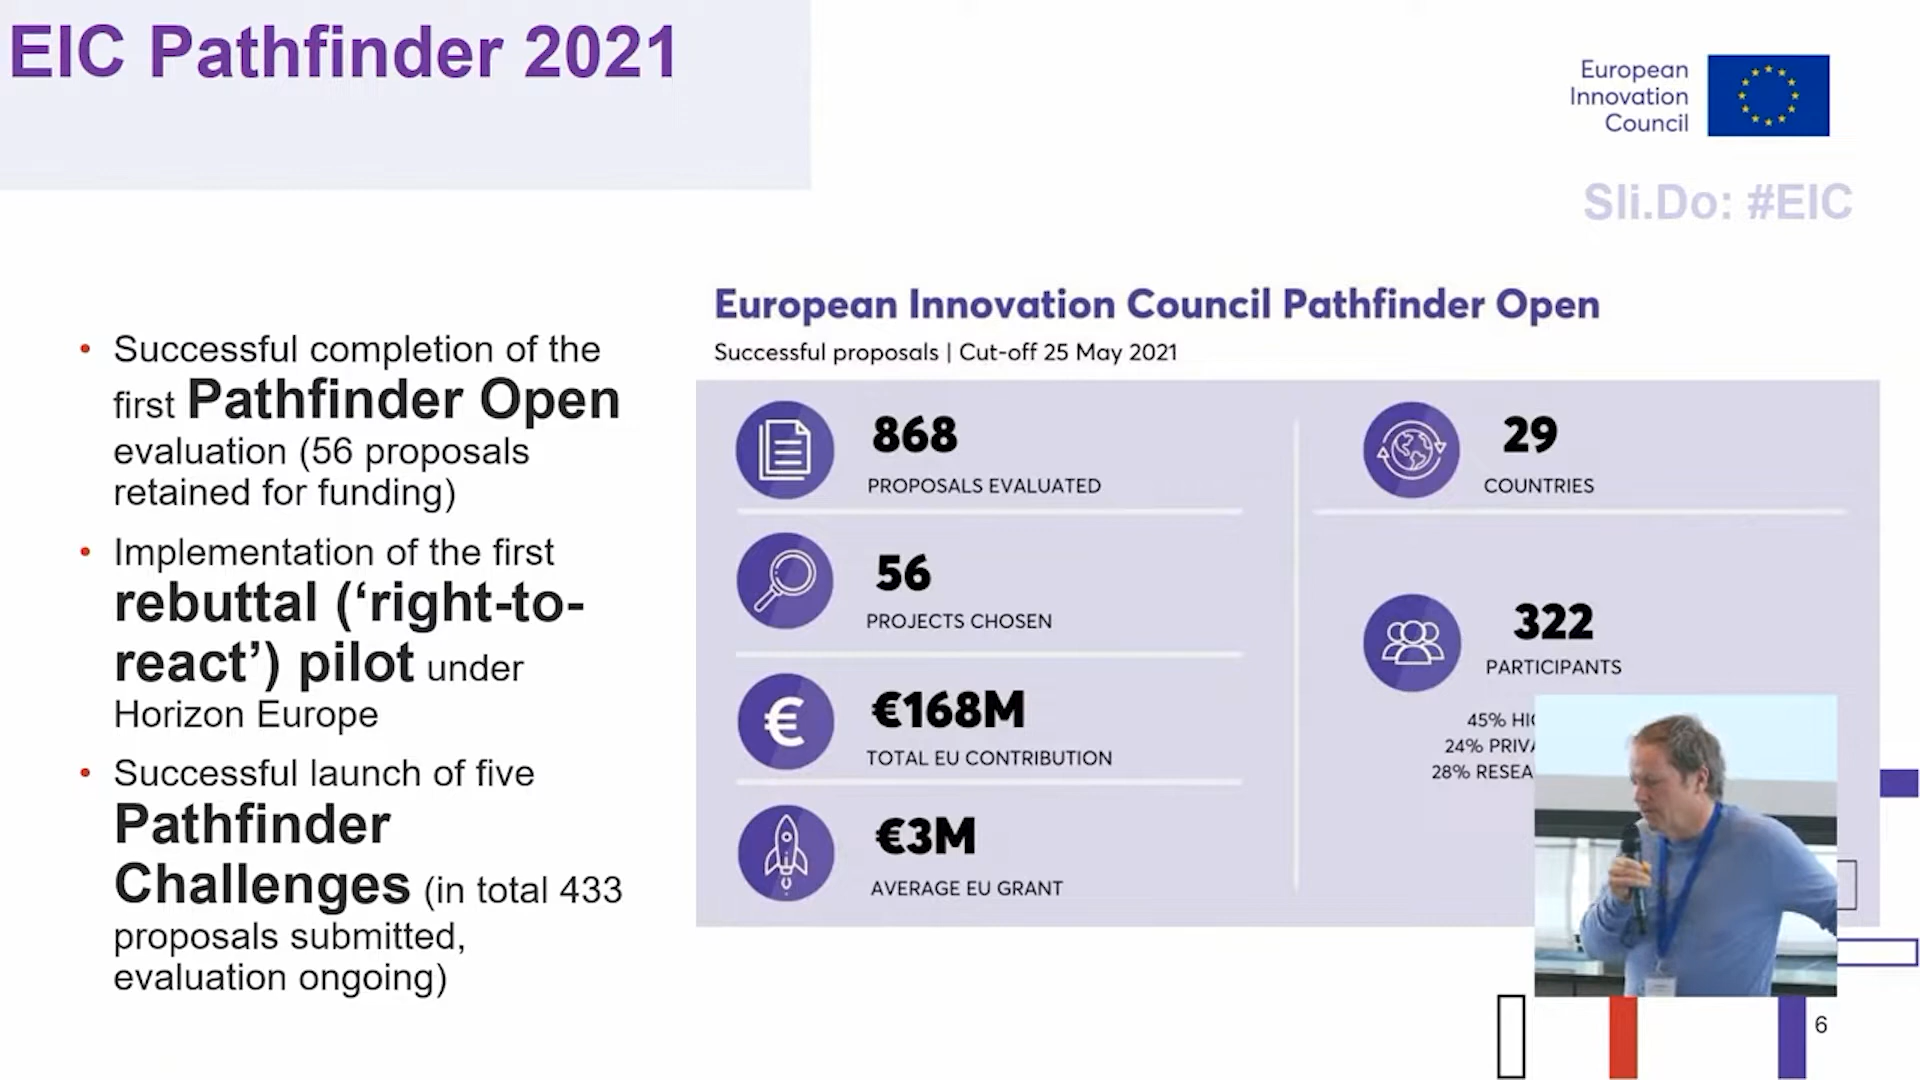 EIC Pathfinder 2021
European
Innovation
Council
Sli.Do: #EIC
• Successful completion of the
first Pathfinder Open
evaluation (56 proposals
retained for funding)
• Implementation of the first
rebuttal (‘right-to-
react’) pilot under
Horizon Europe
• Successful launch of five
Pathfinder
Challenges (in total 433
proposals submitted,
evaluation ongoing)
European Innovation Council Pathfinder Open
Successful proposals | Cut-off 25 May 2021
868
PROPOSALS EVALUATED
56
PROJECTS CHOSEN
€168M
TOTAL EU CONTRIBUTION
€3M
AVERAGE EU GRANT
29
COUNTRIES
322
PARTICIPANTS
45%
24%
28%
6